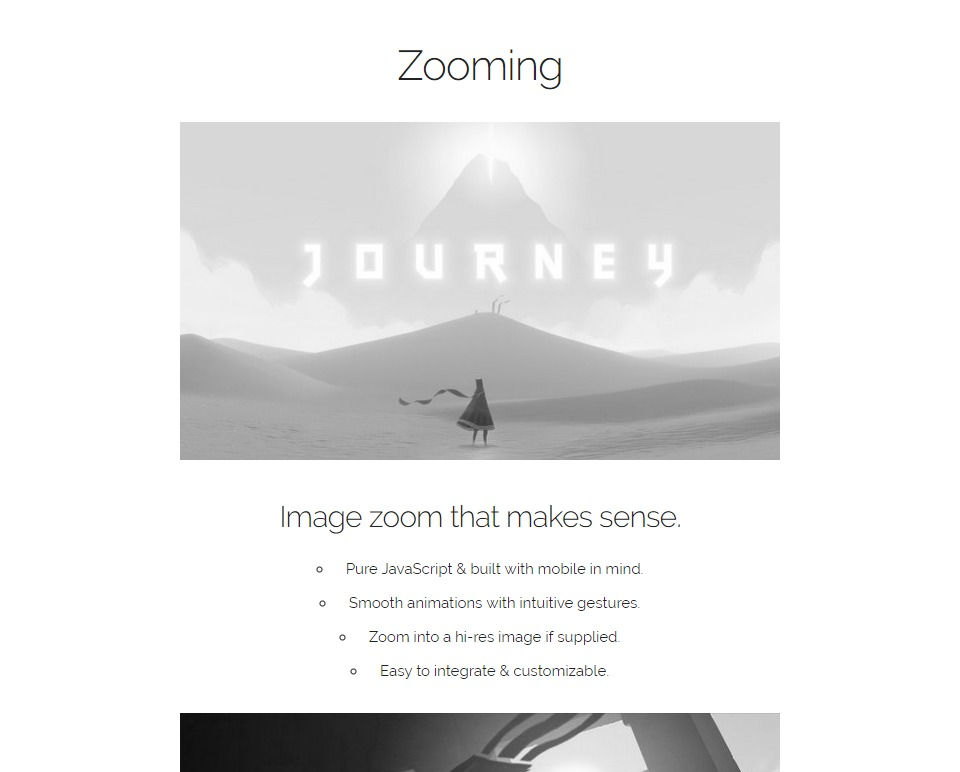 Zooming
JOURNEY
Image zoom that makes sense.
Pure JavaScript & built with mobile in mind.
Smooth animations with intuitive gestures.
Zoom into a hi-res image if supplied.
Easy to integrate & customizable.